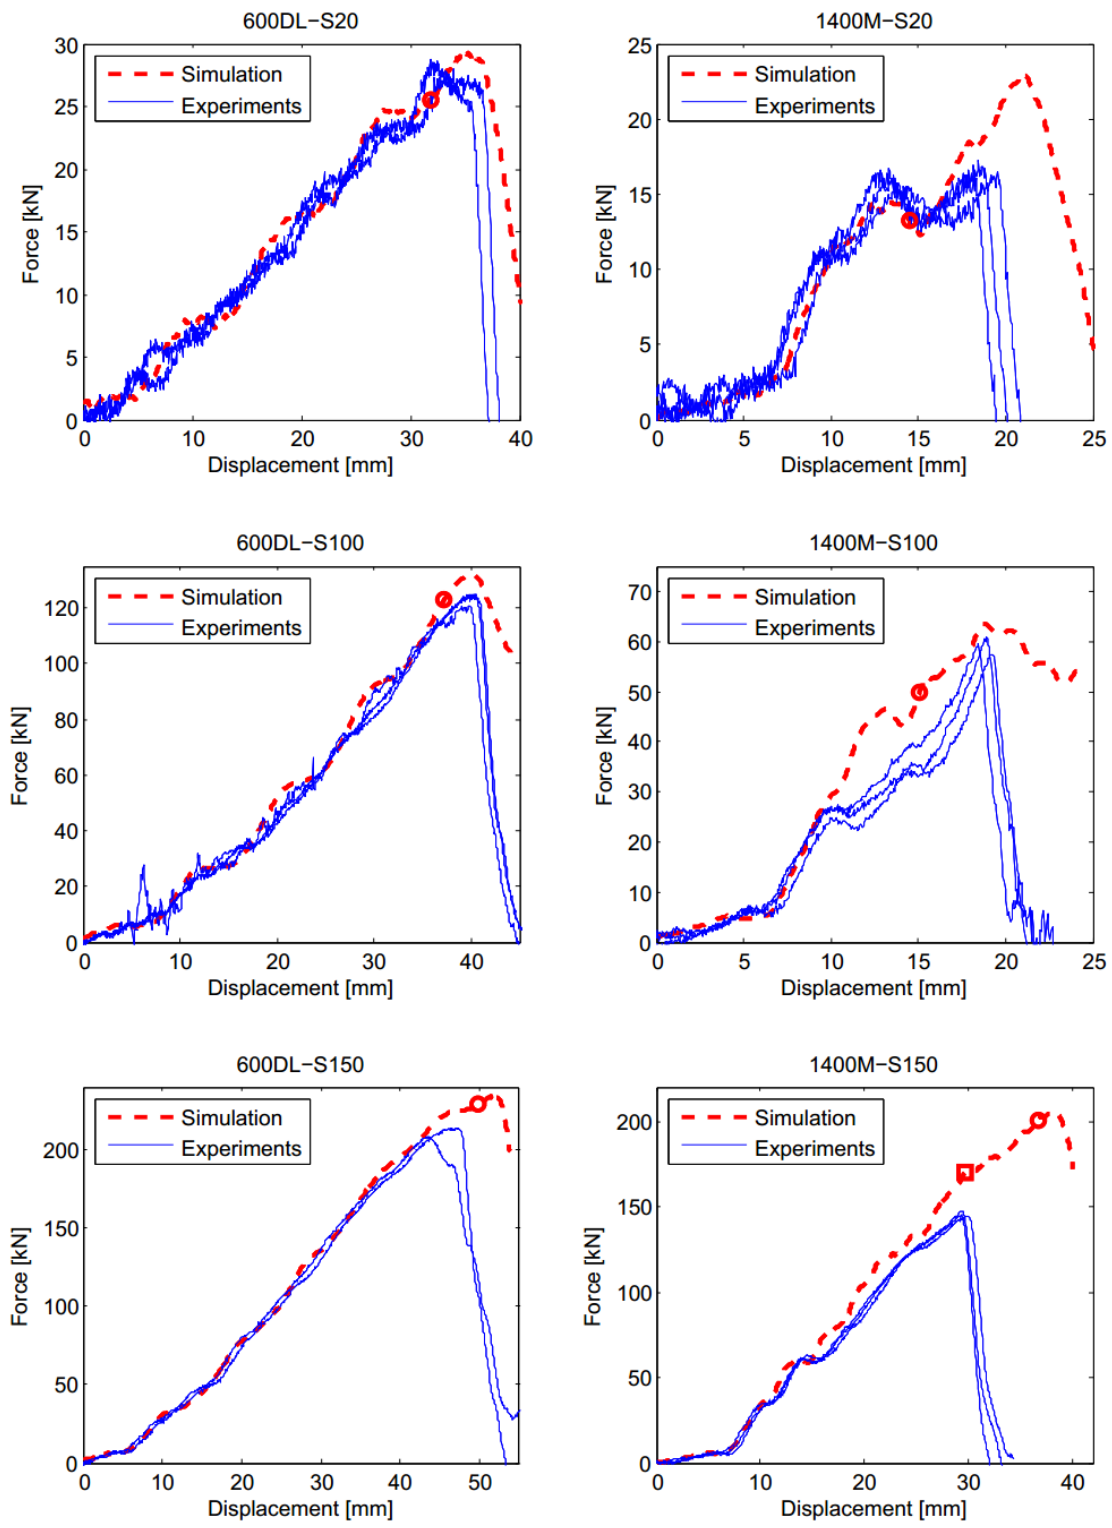 600DL−S20
30
25
20
15
10
5
0
0 10 20 30 40
Force [kN]
Displacement [mm]
Simulation
Experiments
1400M−S20
25
20
15
10
5
0
0 5 10 15 20 25
Force [kN]
Displacement [mm]
Simulation
Experiments
600DL−S100
120
100
80
60
40
20
0
0 10 20 30 40
Force [kN]
Displacement [mm]
Simulation
Experiments
1400M−S100
70
60
50
40
30
20
10
0
0 5 10 15 20 25
Force [kN]
Displacement [mm]
Simulation
Experiments
600DL−S150
200
150
100
50
0
0 10 20 30 40 50
Force [kN]
Displacement [mm]
Simulation
Experiments
1400M−S150
200
150
100
50
0
0 10 20 30 40
Force [kN]
Displacement [mm]
Simulation
Experiments